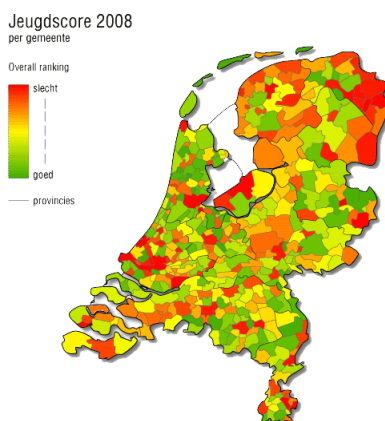 Jeugdscore 2008
per gemeente
Overall ranking
slecht
goed
provincies